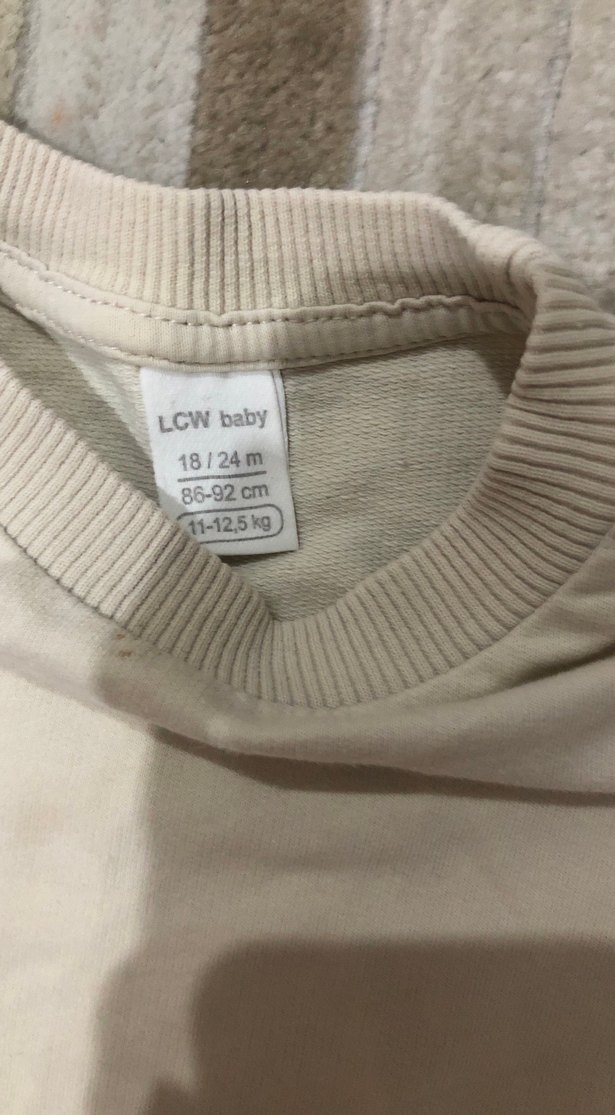 LCW baby
18 / 24 m
86-92 cm
11-12,5 kg